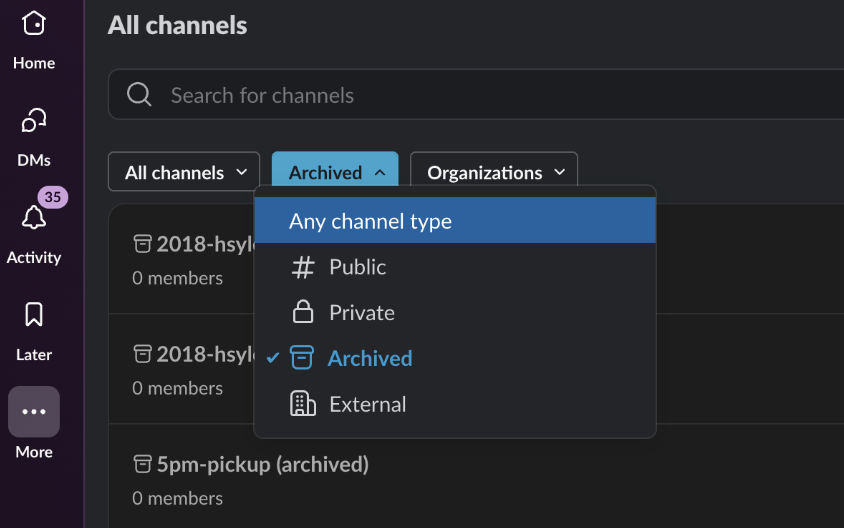 All channels
Home
Search for channels
DMs
All channels
Archived
Organizations
35
Activity
Any channel type
Public
Private
Archived
External
0 members
Later
0 members
More
5pm-pickup (archived)
0 members